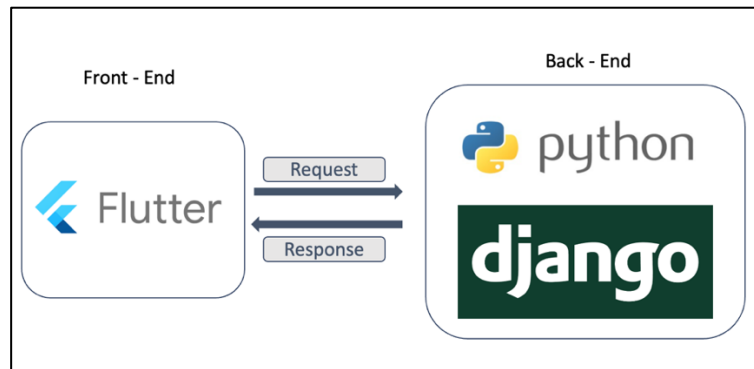 Front - End
Back - End
Flutter
Request
Response
python
django